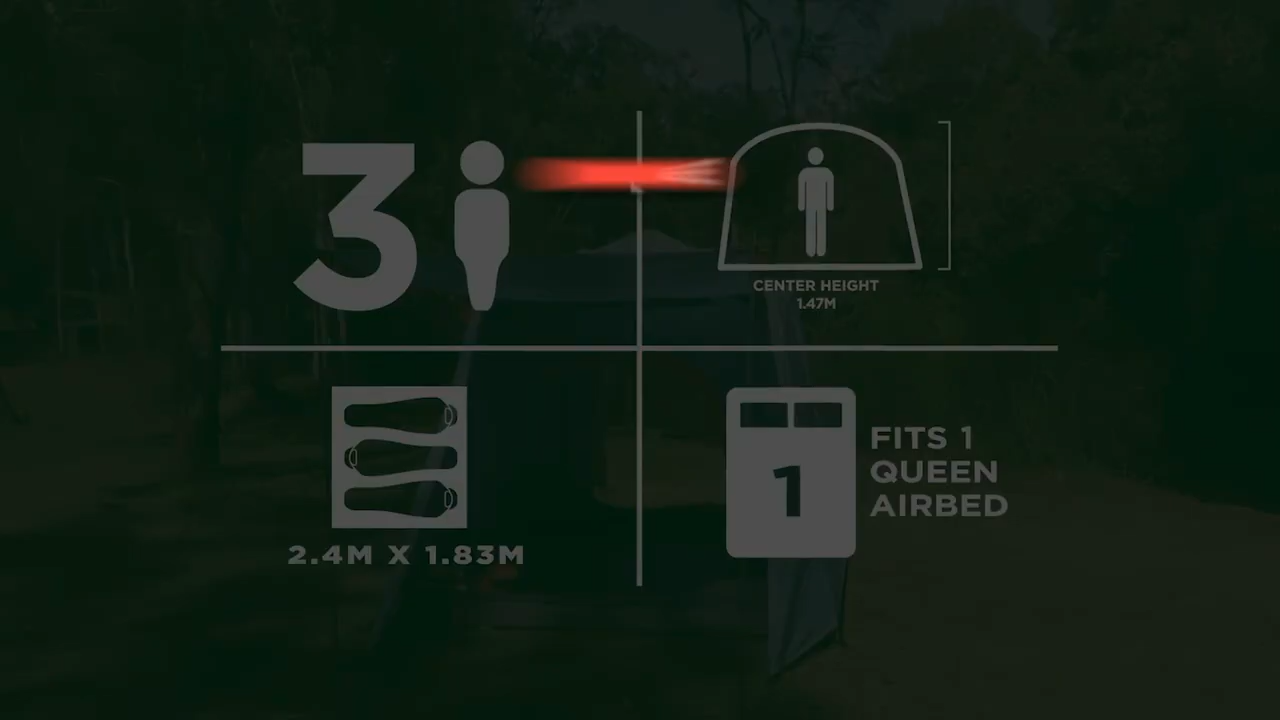 3
CENTER HEIGHT
1.47M
2.4M X 1.83M
1
FITS 1
QUEEN
AIRBED